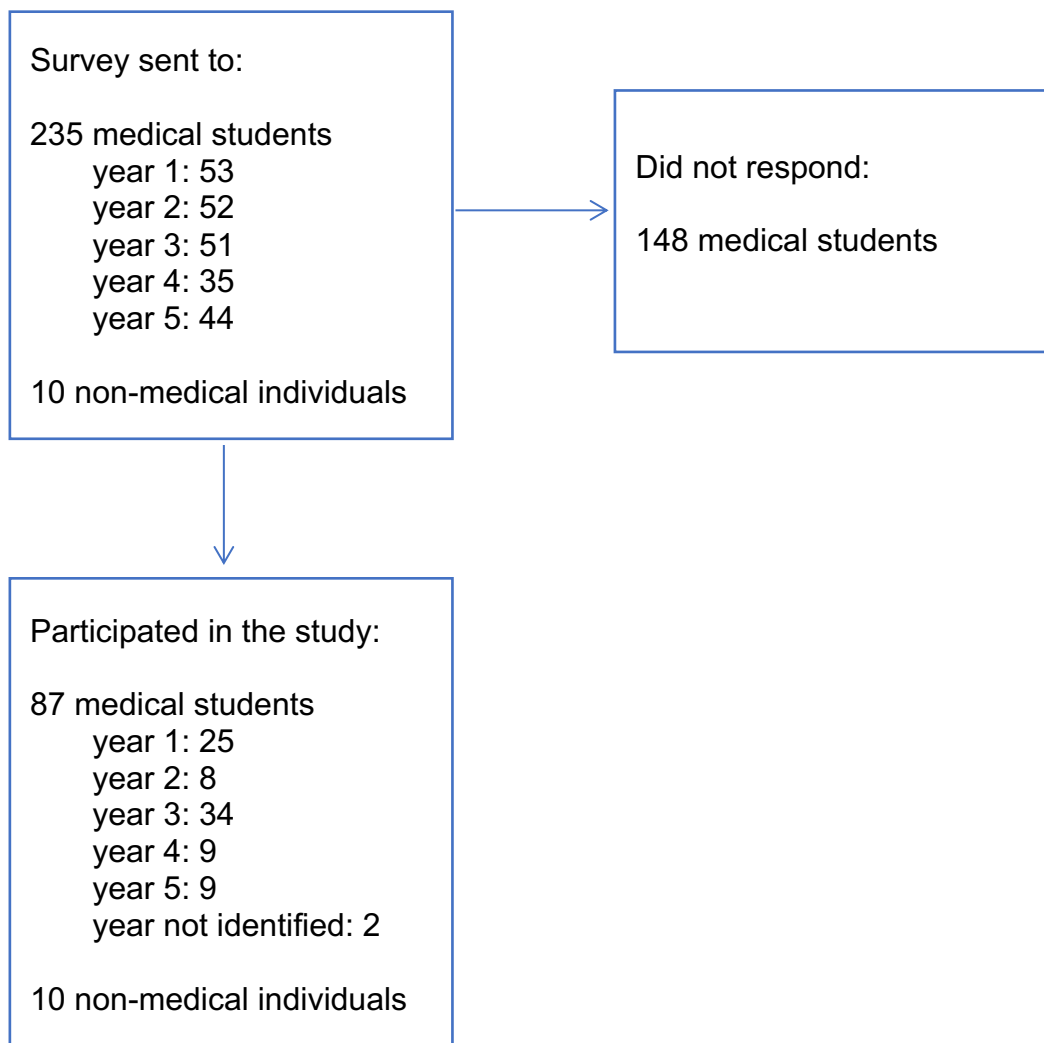 Survey sent to:
235 medical students
year 1: 53
year 2: 52
year 3: 51
year 4: 35
year 5: 44
10 non-medical individuals
Did not respond:
148 medical students
Participated in the study:
87 medical students
year 1: 25
year 2: 8
year 3: 34
year 4: 9
year 5: 9
year not identified: 2
10 non-medical individuals